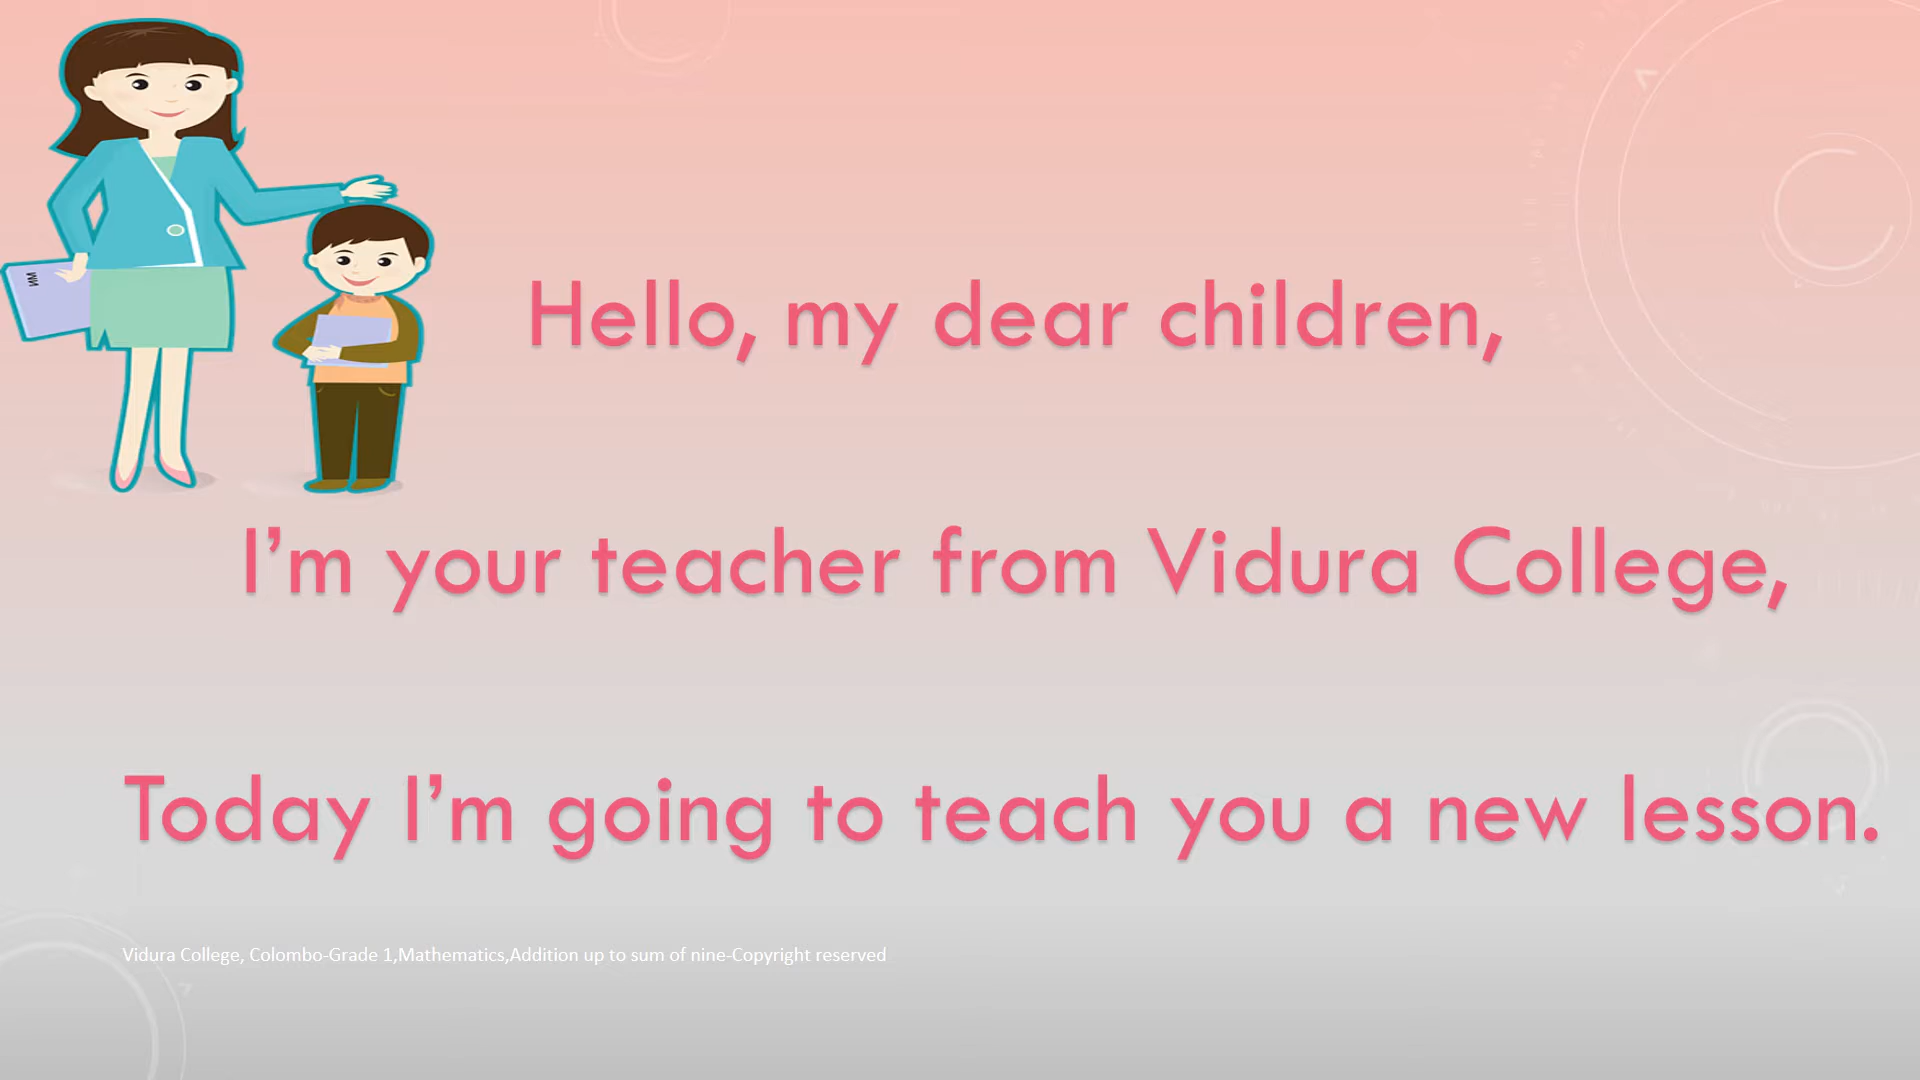 Hello, my dear children,
I’m your teacher from Vidura College,
Today I’m going to teach you a new lesson.
Vidura College, Colombo-Grade 1,Mathematics,Addition up to sum of nine-Copyright reserved